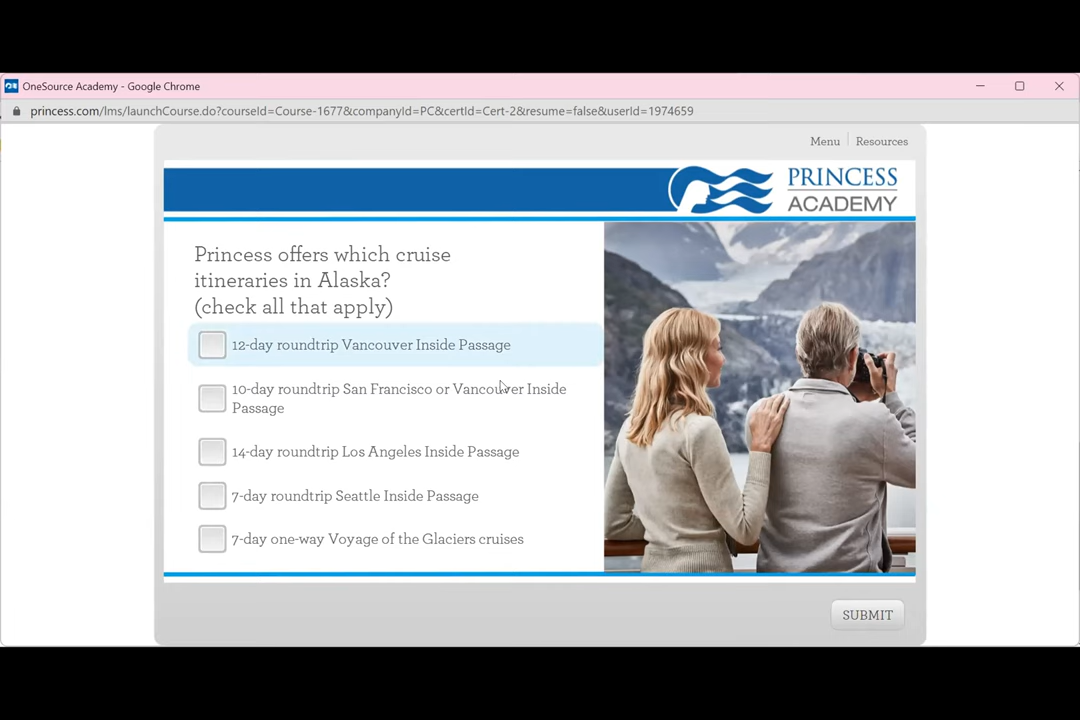 OneSource Academy - Google Chrome
princess.com/lms/launchCourse.do?courseId=Course-1677&companyId=PC&certId=Cert-2&resume=false&userId=1974659
Menu
Resources
PRINCESS
ACADEMY
Princess offers which cruise
itineraries in Alaska?
(check all that apply)
12-day roundtrip Vancouver Inside Passage
10-day roundtrip San Francisco or Vancouver Inside
Passage
14-day roundtrip Los Angeles Inside Passage
7-day roundtrip Seattle Inside Passage
7-day one-way Voyage of the Glaciers cruises
SUBMIT